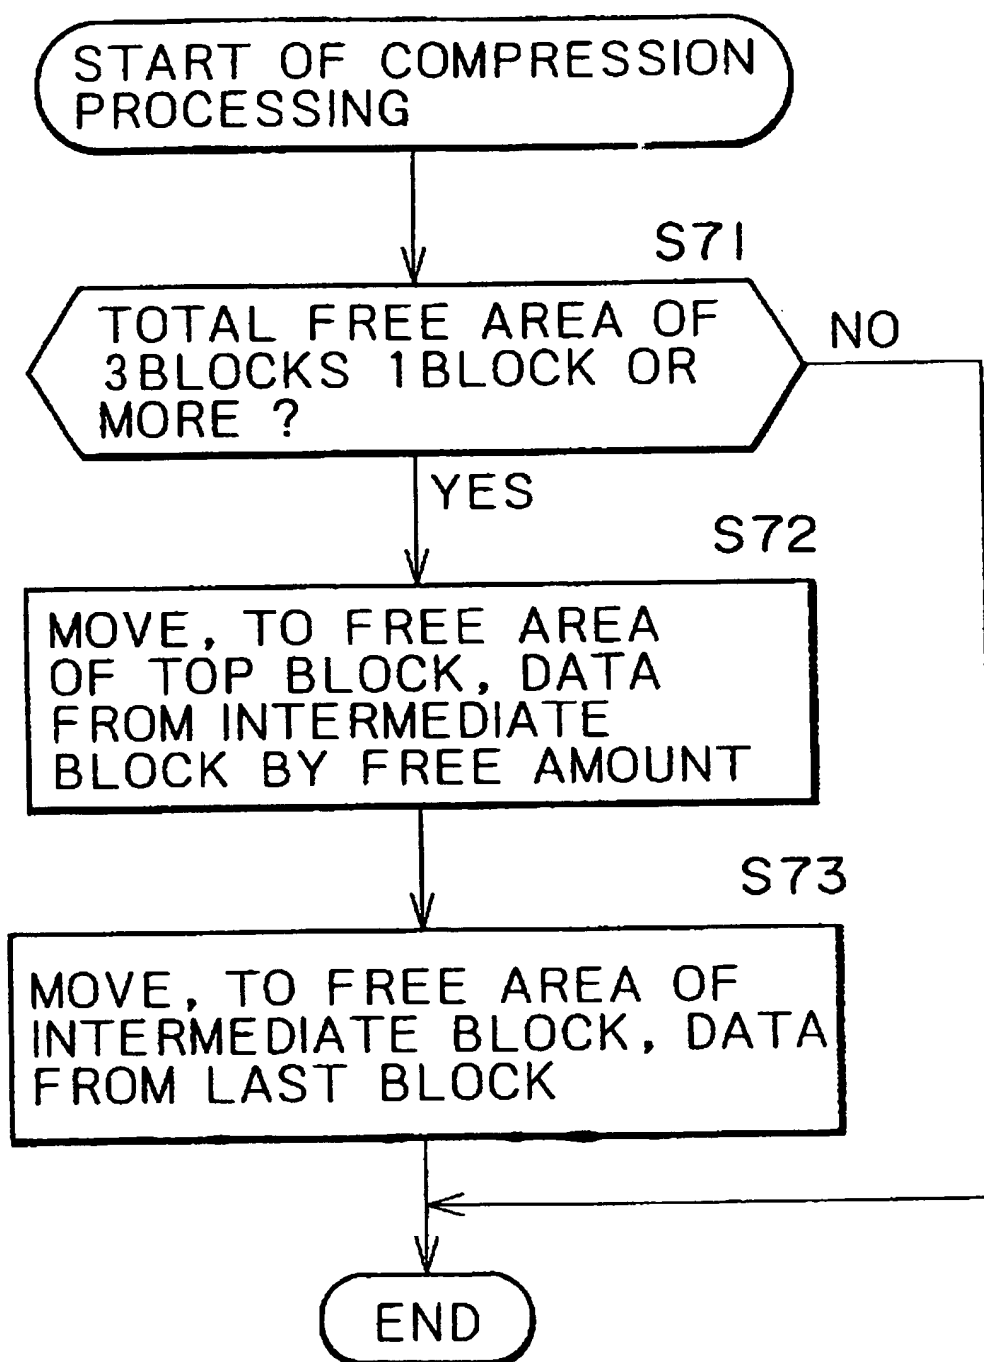 START OF COMPRESSION
PROCESSING
S71
TOTAL FREE AREA OF
3BLOCKS 1BLOCK OR
MORE ?
NO
YES
S72
MOVE, TO FREE AREA
OF TOP BLOCK, DATA
FROM INTERMEDIATE
BLOCK BY FREE AMOUNT
S73
MOVE, TO FREE AREA OF
INTERMEDIATE BLOCK, DATA
FROM LAST BLOCK
END